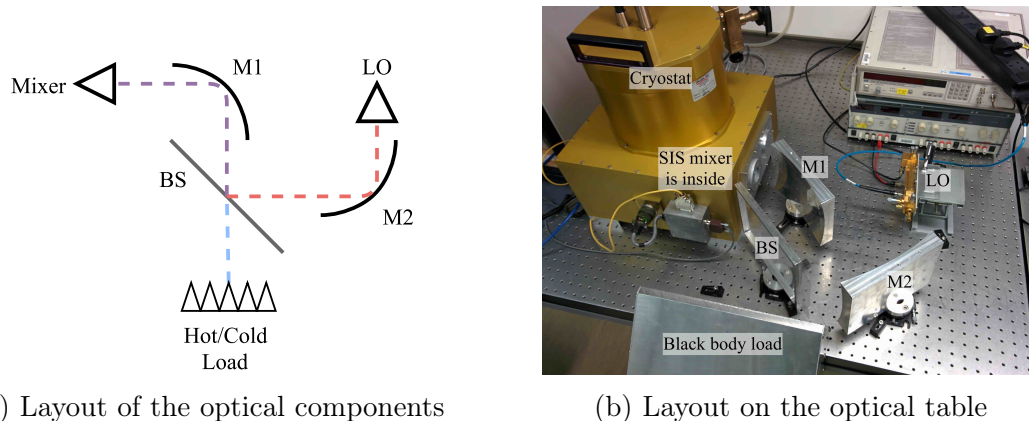 Mixer
M1
LO
BS
M2
Hot/Cold
Load
) Layout of the optical components
Cryostat
SIS mixer
is inside
M1
LO
BS
M2
Black body load
(b) Layout on the optical table